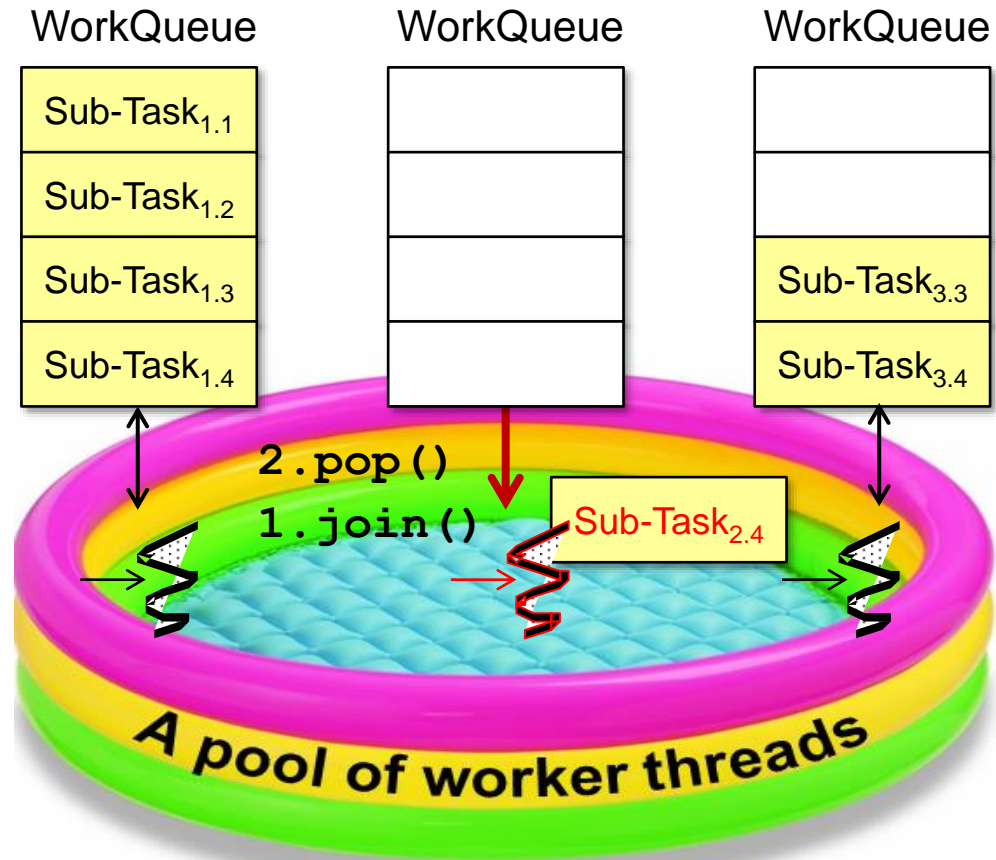 WorkQueue
WorkQueue
WorkQueue
Sub-Task1.1
Sub-Task1.2
Sub-Task1.3
Sub-Task1.4
Sub-Task3.3
Sub-Task3.4
2.pop()
1.join()
Sub-Task2.4
A pool of worker threads